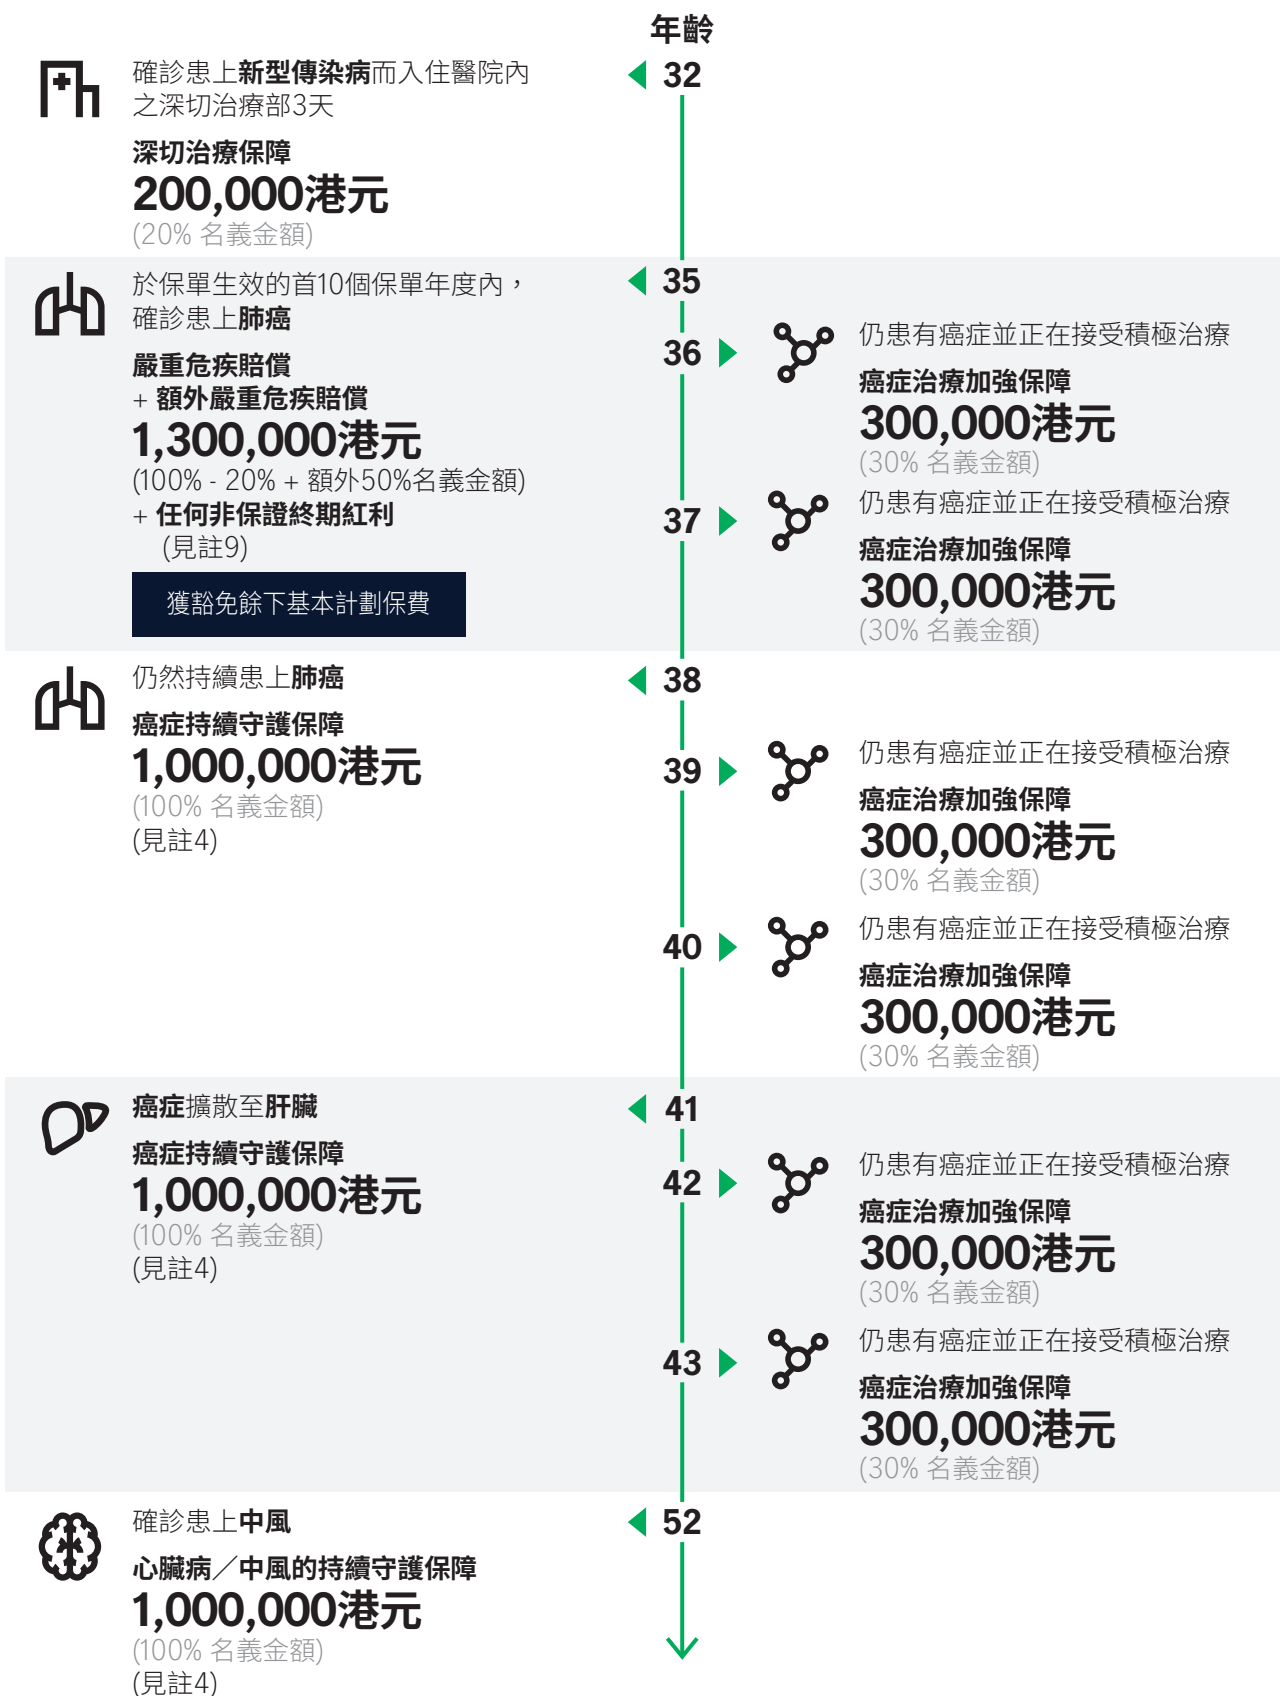 年齡
32
確診患上新型傳染病而入住醫院內
之深切治療部3天
深切治療保障
200,000港元
(20% 名義金額)
35
於保單生效的首10個保單年度內，
確診患上肺癌
嚴重危疾賠償
+ 額外嚴重危疾賠償
1,300,000港元
(100% - 20% + 額外50%名義金額)
+ 任何非保證終期紅利
(見註9)
獲豁免餘下基本計劃保費
36
仍患有癌症並正在接受積極治療
癌症治療加強保障
300,000港元
(30% 名義金額)
37
仍患有癌症並正在接受積極治療
癌症治療加強保障
300,000港元
(30% 名義金額)
38
仍然持續患上肺癌
癌症持續守護保障
1,000,000港元
(100% 名義金額)
(見註4)
39
仍患有癌症並正在接受積極治療
癌症治療加強保障
300,000港元
(30% 名義金額)
40
仍患有癌症並正在接受積極治療
癌症治療加強保障
300,000港元
(30% 名義金額)
41
癌症擴散至肝臟
癌症持續守護保障
1,000,000港元
(100% 名義金額)
(見註4)
42
仍患有癌症並正在接受積極治療
癌症治療加強保障
300,000港元
(30% 名義金額)
43
仍患有癌症並正在接受積極治療
癌症治療加強保障
300,000港元
(30% 名義金額)
52
確診患上中風
心臟病／中風的持續守護保障
1,000,000港元
(100% 名義金額)
(見註4)